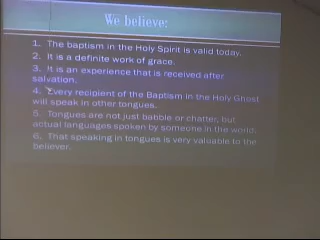 We believe:
1. The baptism in the Holy Spirit is valid today.
2. It is a definite work of grace.
3. It is an experience that is received after
salvation.
4. Every recipient of the Baptism in the Holy Ghost
will speak in other tongues.
5. Tongues are not just babble or chatter, but
actual languages spoken by someone in the world.
6. That speaking in tongues is very valuable to the
believer.